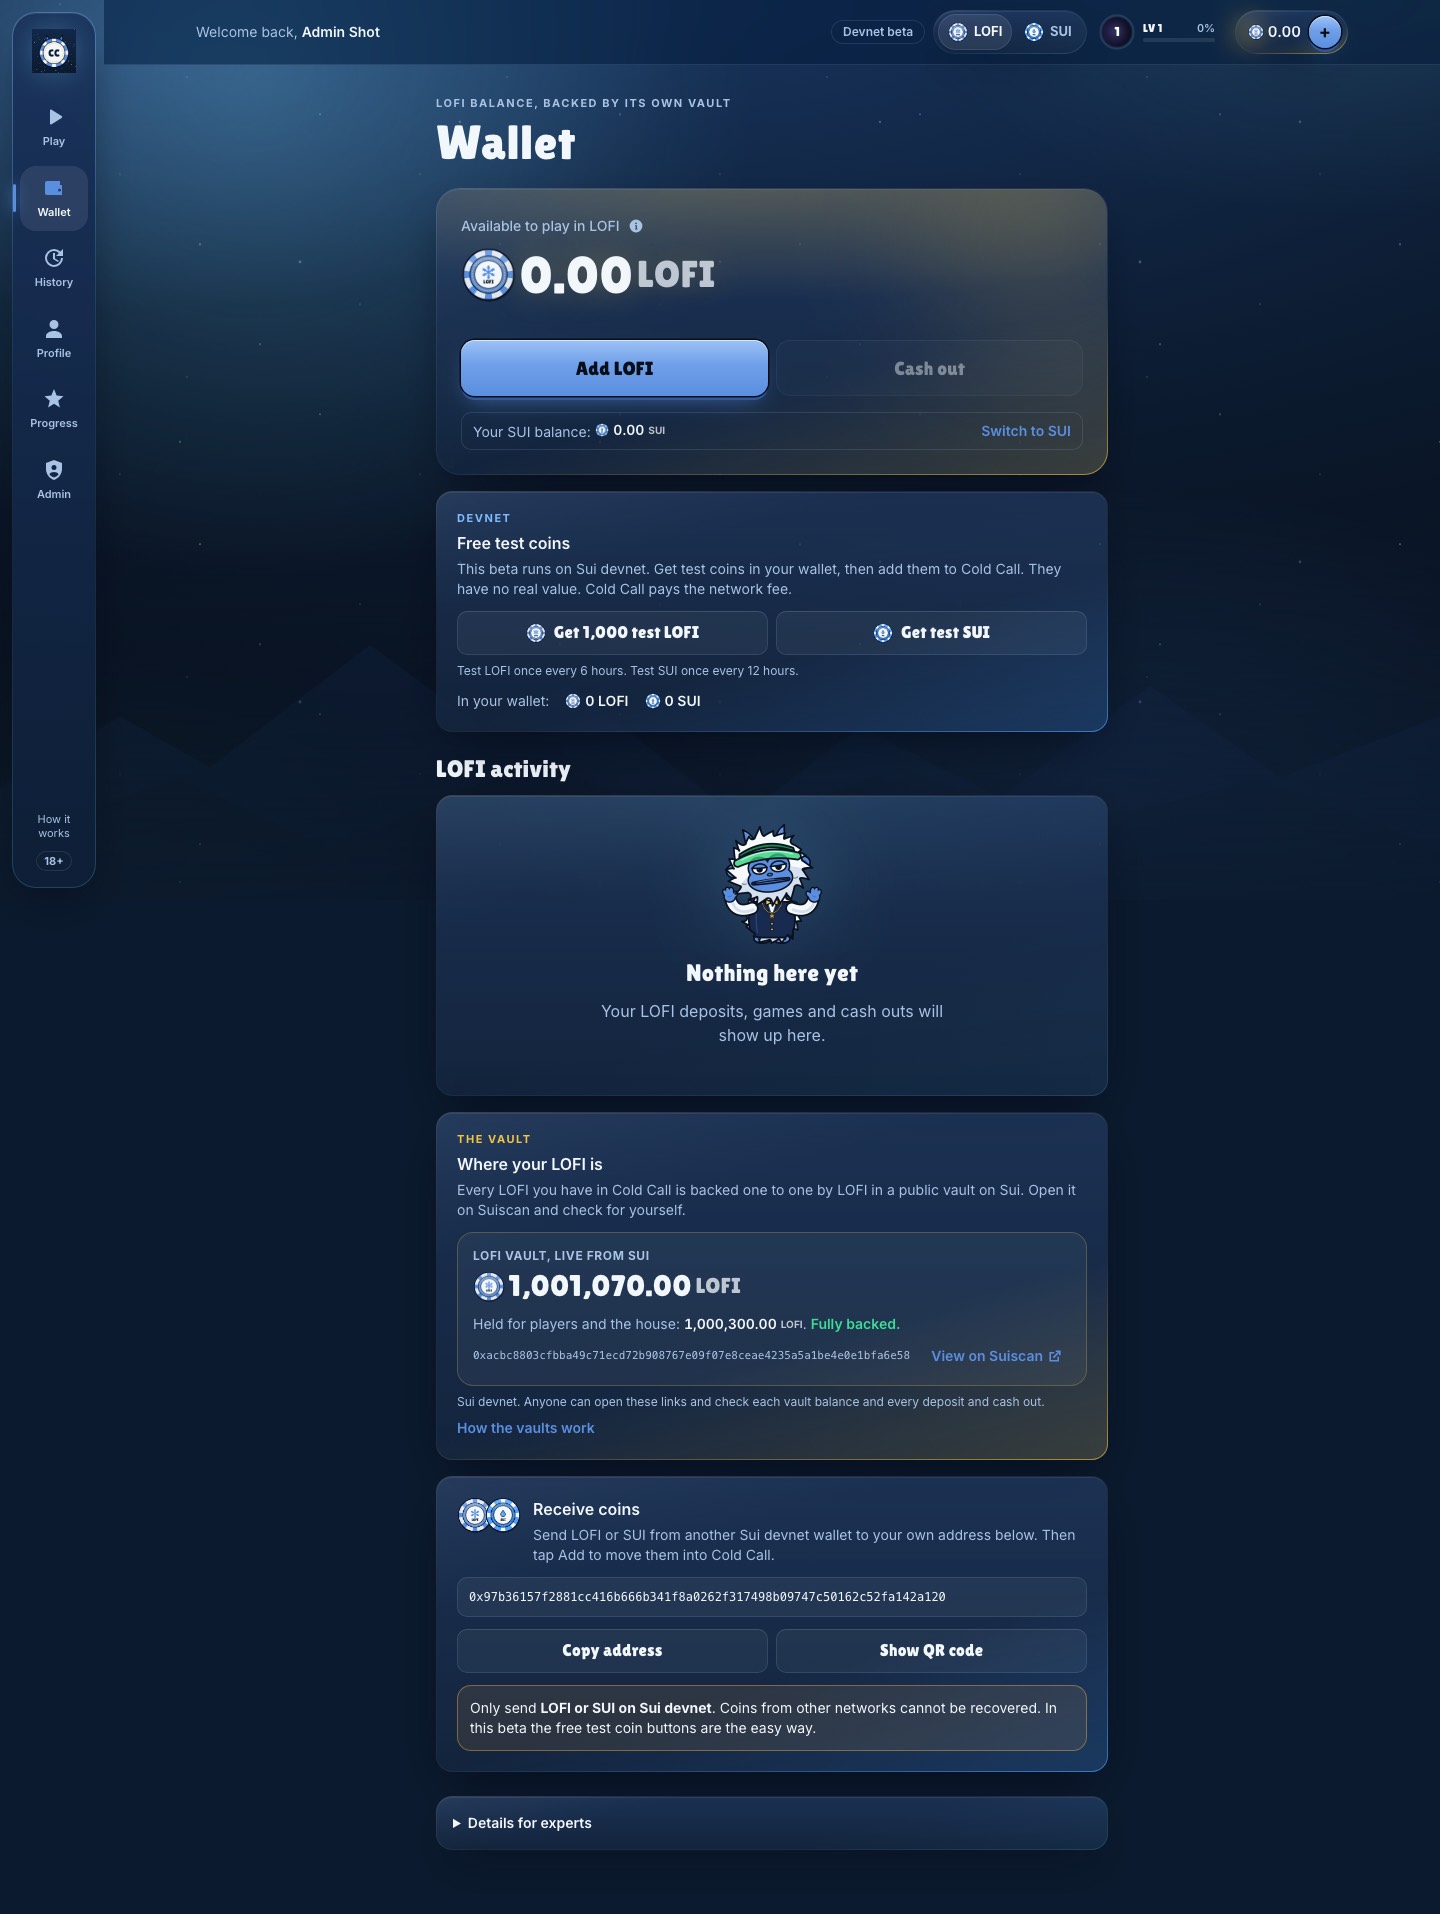 CC
Welcome back, Admin Shot
Devnet beta
LOFI
SUI
1
LV 1
0%
0.00
+
Play
Wallet
History
Profile
Progress
Admin
How it
works
18+
LOFI BALANCE, BACKED BY ITS OWN VAULT
Wallet
Available to play in LOFI
LOFI
0.00 LOFI
Add LOFI
Cash out
Your SUI balance: 0.00 SUI
Switch to SUI
DEVNET
Free test coins
This beta runs on Sui devnet. Get test coins in your wallet, then add them to Cold Call. They
have no real value. Cold Call pays the network fee.
Get 1,000 test LOFI
Get test SUI
Test LOFI once every 6 hours. Test SUI once every 12 hours.
In your wallet: 0 LOFI 0 SUI
LOFI activity
Nothing here yet
Your LOFI deposits, games and cash outs will
show up here.
THE VAULT
Where your LOFI is
Every LOFI you have in Cold Call is backed one to one by LOFI in a public vault on Sui. Open it
on Suiscan and check for yourself.
LOFI VAULT, LIVE FROM SUI
1,001,070.00 LOFI
Held for players and the house: 1,000,300.00 LOFI. Fully backed.
0xacbc8803cfbba49c71ecd72b908767e09f07e8ceae4235a5a1be4e0e1bfa6e58
View on Suiscan
Sui devnet. Anyone can open these links and check each vault balance and every deposit and cash out.
How the vaults work
Receive coins
Send LOFI or SUI from another Sui devnet wallet to your own address below. Then
tap Add to move them into Cold Call.
0x97b36157f2881cc416b666b341f8a0262f317498b09747c50162c52fa142a120
Copy address
Show QR code
Only send LOFI or SUI on Sui devnet. Coins from other networks cannot be recovered. In
this beta the free test coin buttons are the easy way.
Details for experts